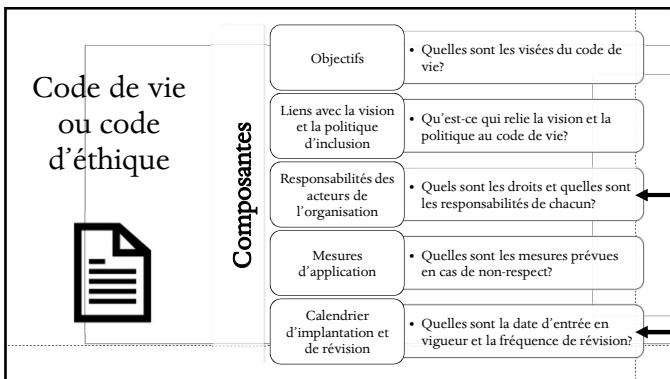 Code de vie
ou code
d’éthique
Composantes
Objectifs
• Quelles sont les visées du code de
vie?
Liens avec la vision
et la politique
d’inclusion
• Qu’est-ce qui relie la vision et la
politique au code de vie?
Responsabilités des
acteurs de
l’organisation
• Quels sont les droits et quelles sont
les responsabilités de chacun?
Mesures
d’application
• Quelles sont les mesures prévues
en cas de non-respect?
Calendrier
d’implantation et
de révision
• Quelles sont la date d’entrée en
vigueur et la fréquence de révision?